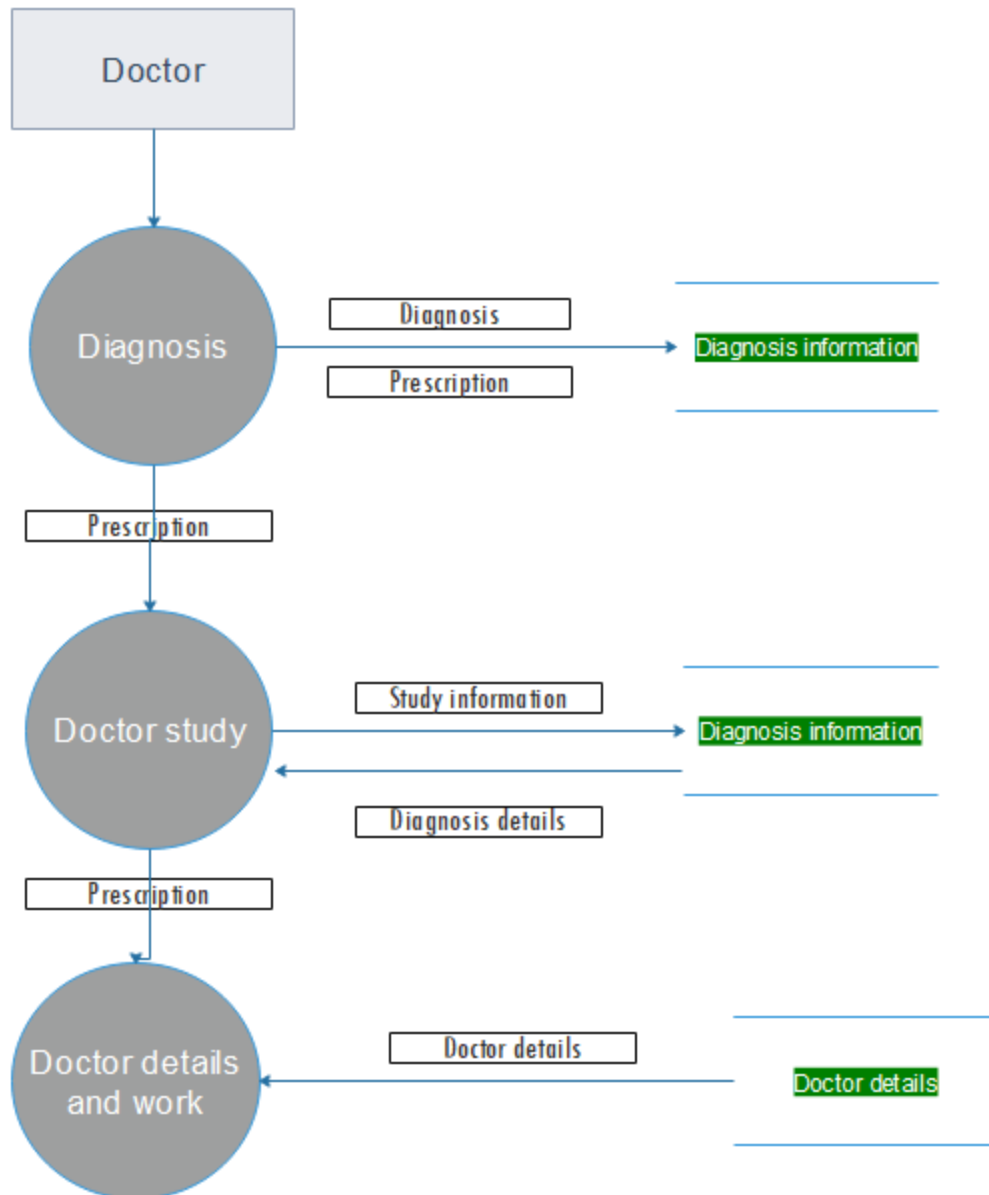 Doctor
Diagnosis
Diagnosis
Prescription
Diagnosis information
Prescription
Doctor study
Study information
Diagnosis details
Diagnosis information
Prescription
Doctor details
and work
Doctor details
Doctor details